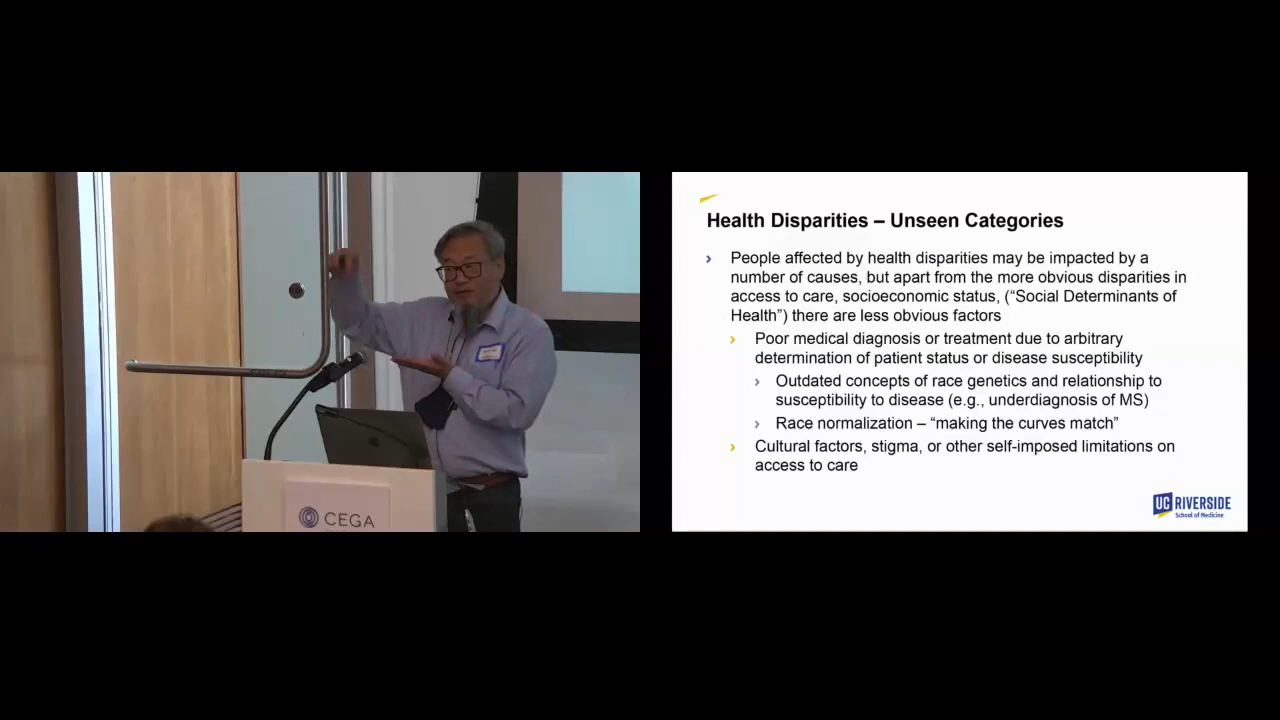 CEGA
Health Disparities – Unseen Categories
› People affected by health disparities may be impacted by a
number of causes, but apart from the more obvious disparities in
access to care, socioeconomic status, (“Social Determinants of
Health”) there are less obvious factors
› Poor medical diagnosis or treatment due to arbitrary
determination of patient status or disease susceptibility
› Outdated concepts of race genetics and relationship to
susceptibility to disease (e.g., underdiagnosis of MS)
› Race normalization – “making the curves match”
› Cultural factors, stigma, or other self-imposed limitations on
access to care
UC RIVERSIDE
School of Medicine